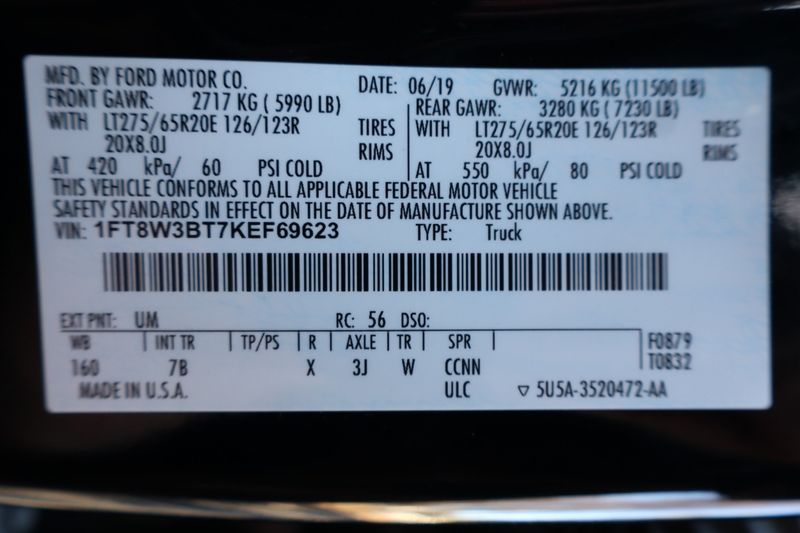 MFD. BY FORD MOTOR CO. DATE: 06/19 GVWR: 5216 KG (11500 LB)
FRONT GAWR: 2717 KG ( 5990 LB) REAR GAWR: 3280 KG ( 7230 LB)
WITH LT275/65R20E 126/123R TIRES WITH LT275/65R20E 126/123R TIRES
20X8.0J RIMS 20X8.0J RIMS
AT 420 kPa/ 60 PSI COLD AT 550 kPa/ 80 PSI COLD
THIS VEHICLE CONFORMS TO ALL APPLICABLE FEDERAL MOTOR VEHICLE
SAFETY STANDARDS IN EFFECT ON THE DATE OF MANUFACTURE SHOWN ABOVE.
VIN: 1FT8W3BT7KEF69623 TYPE: Truck
EXT PNT: UM RC: 56 DSO:
WB INT TR TP/PS R AXLE TR SPR F0879
160 7B X 3J W CCNN T0832
MADE IN U.S.A. ULC ▽ 5U5A-3520472-AA